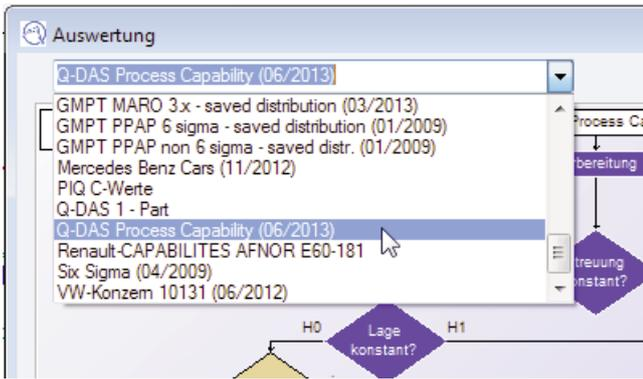 Auswertung
Q-DAS Process Capability (06/2013)
GMPT MARO 3.x - saved distribution (03/2013)
GMPT PPAP 6 sigma - saved distribution (01/2009)
GMPT PPAP non 6 sigma - saved distr. (01/2009)
Mercedes Benz Cars (11/2012)
PIQ C-Werte
Q-DAS 1 - Part
Q-DAS Process Capability (06/2013)
Renault-CAPABILITES AFNOR E60-181
Six Sigma (04/2009)
VW-Konzern 10131 (06/2012)
Process Ca
rbereitung
treuung
onstant?
H0
Lage
konstant?
H1